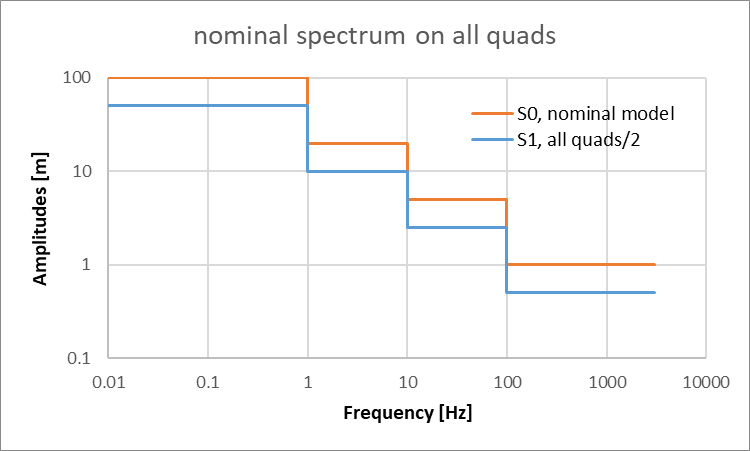 nominal spectrum on all quads
100
10
1
0.1
Amplitudes [m]
S0, nominal model
S1, all quads/2
0.01 0.1 1 10 100 1000 10000
Frequency [Hz]